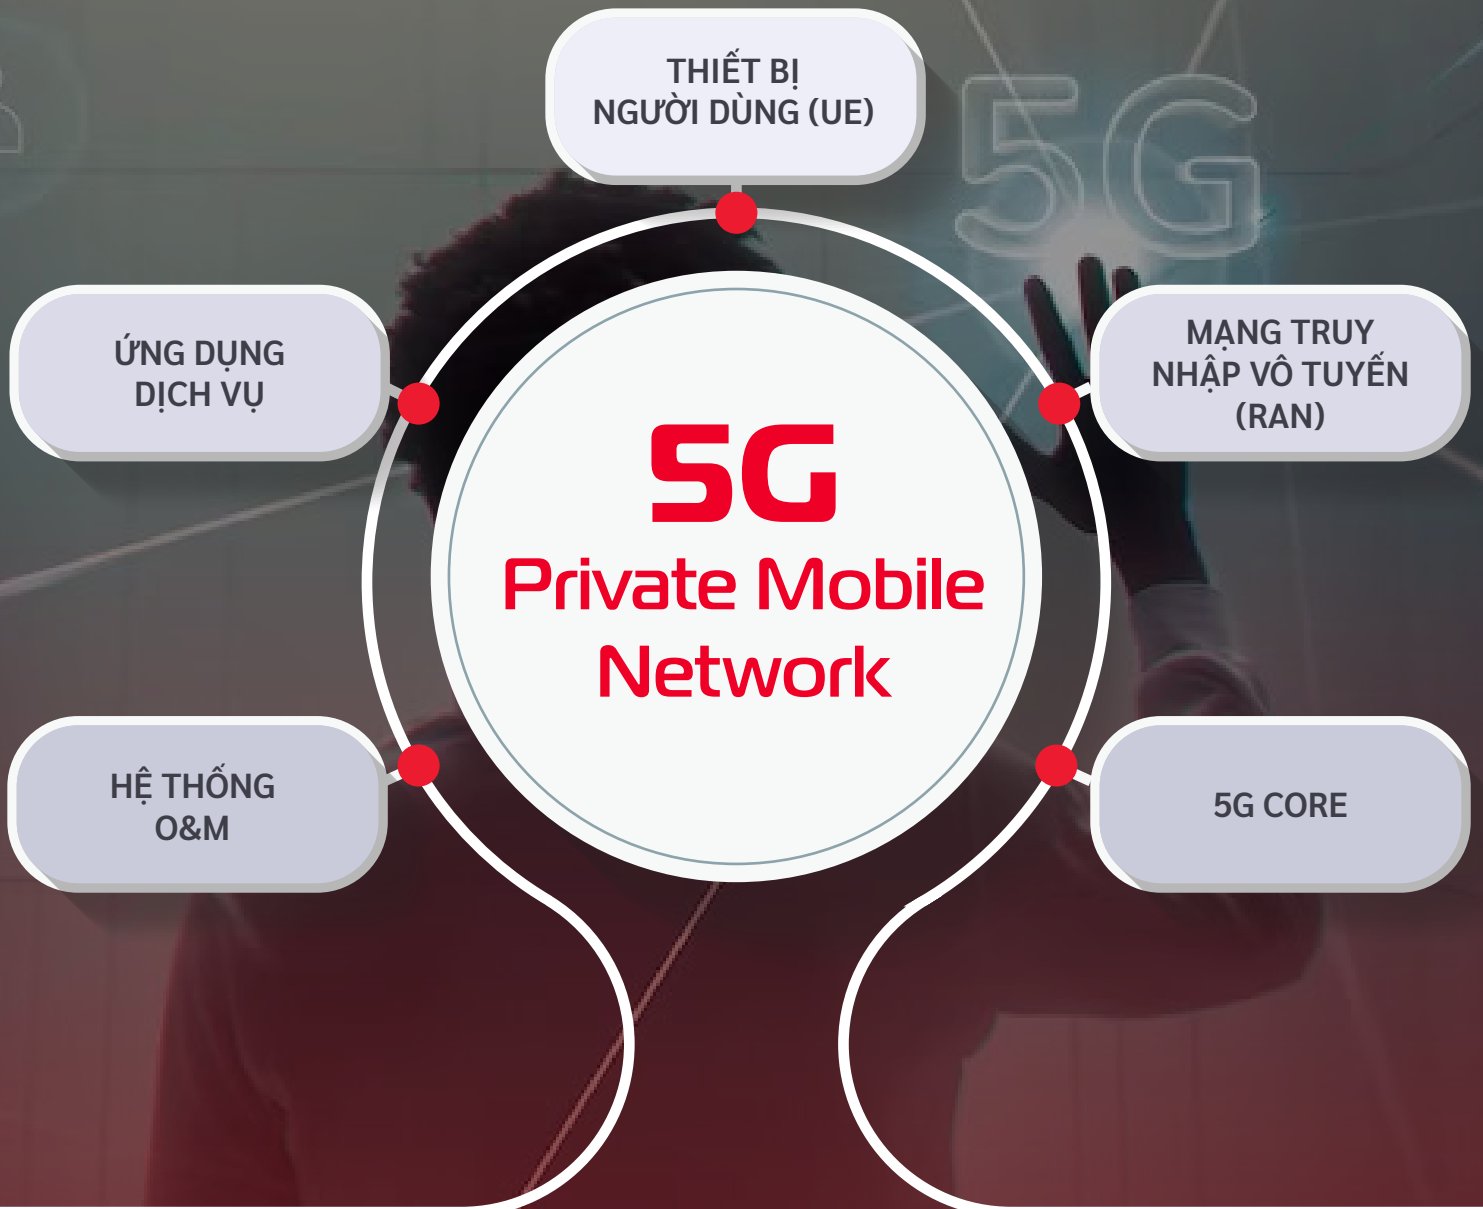 THIẾT BỊ
NGƯỜI DÙNG (UE)
5G
ỨNG DỤNG
DỊCH VỤ
MẠNG TRUY
NHẬP VÔ TUYẾN
(RAN)
5G
Private Mobile
Network
HỆ THỐNG
O&M
5G CORE